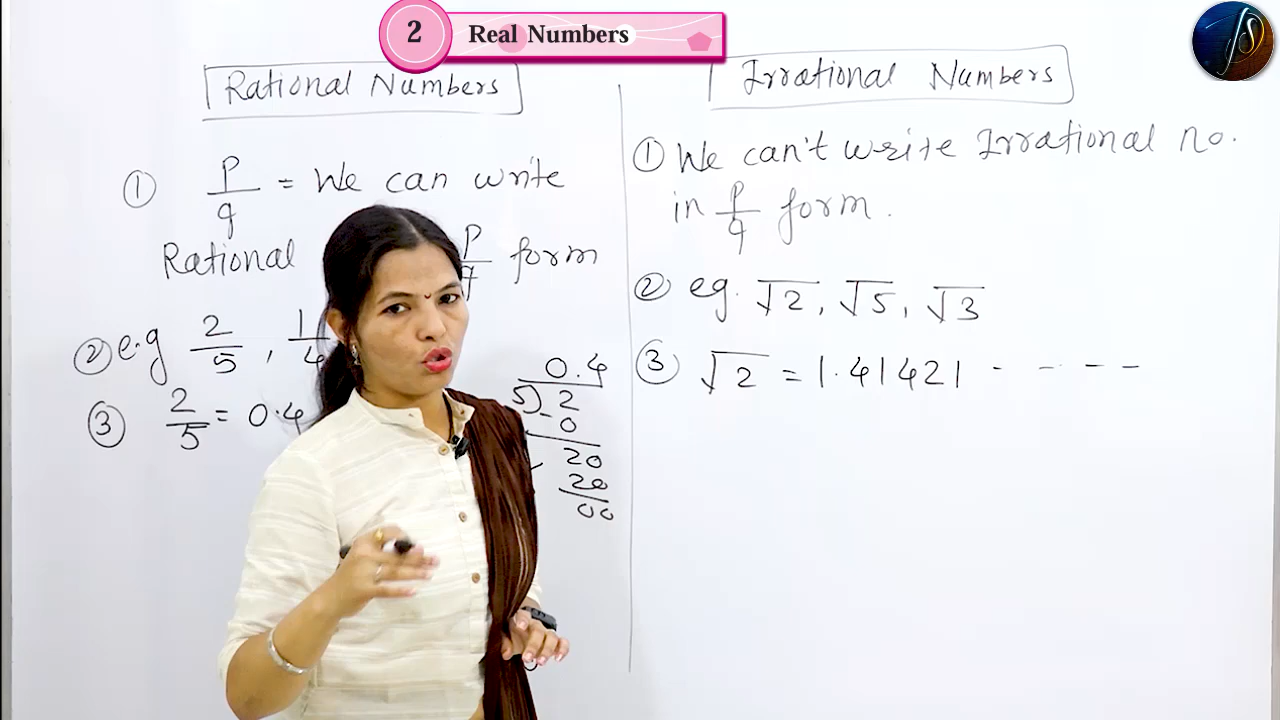 2 Real Numbers
Rational Numbers
① p/q = We can write
Rational p/q form
② e.g 2/5, 1/4
③ 2/5 = 0.4
0.4
5) 2
- 0
20
20
00
Irrational Numbers
① We can't write Irrational no.
in p/q form.
② eg. √2, √5, √3
③ √2 = 1.41421 - - - -